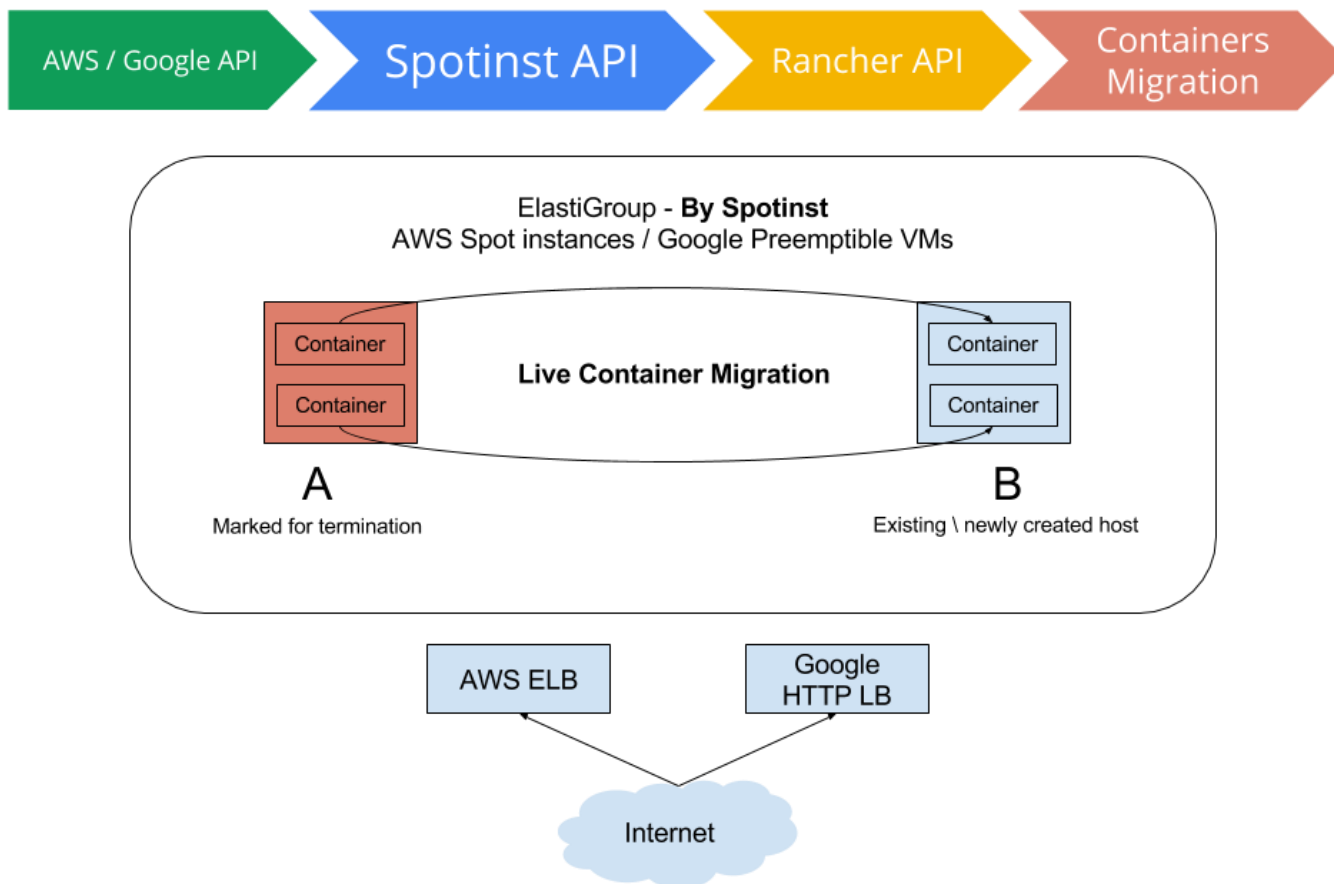 AWS / Google API
Spotinst API
Rancher API
Containers
Migration
ElastiGroup - By Spotinst
AWS Spot instances / Google Preemptible VMs
Container
Container
Live Container Migration
Container
Container
A
Marked for termination
B
Existing \ newly created host
AWS ELB
Google
HTTP LB
Internet